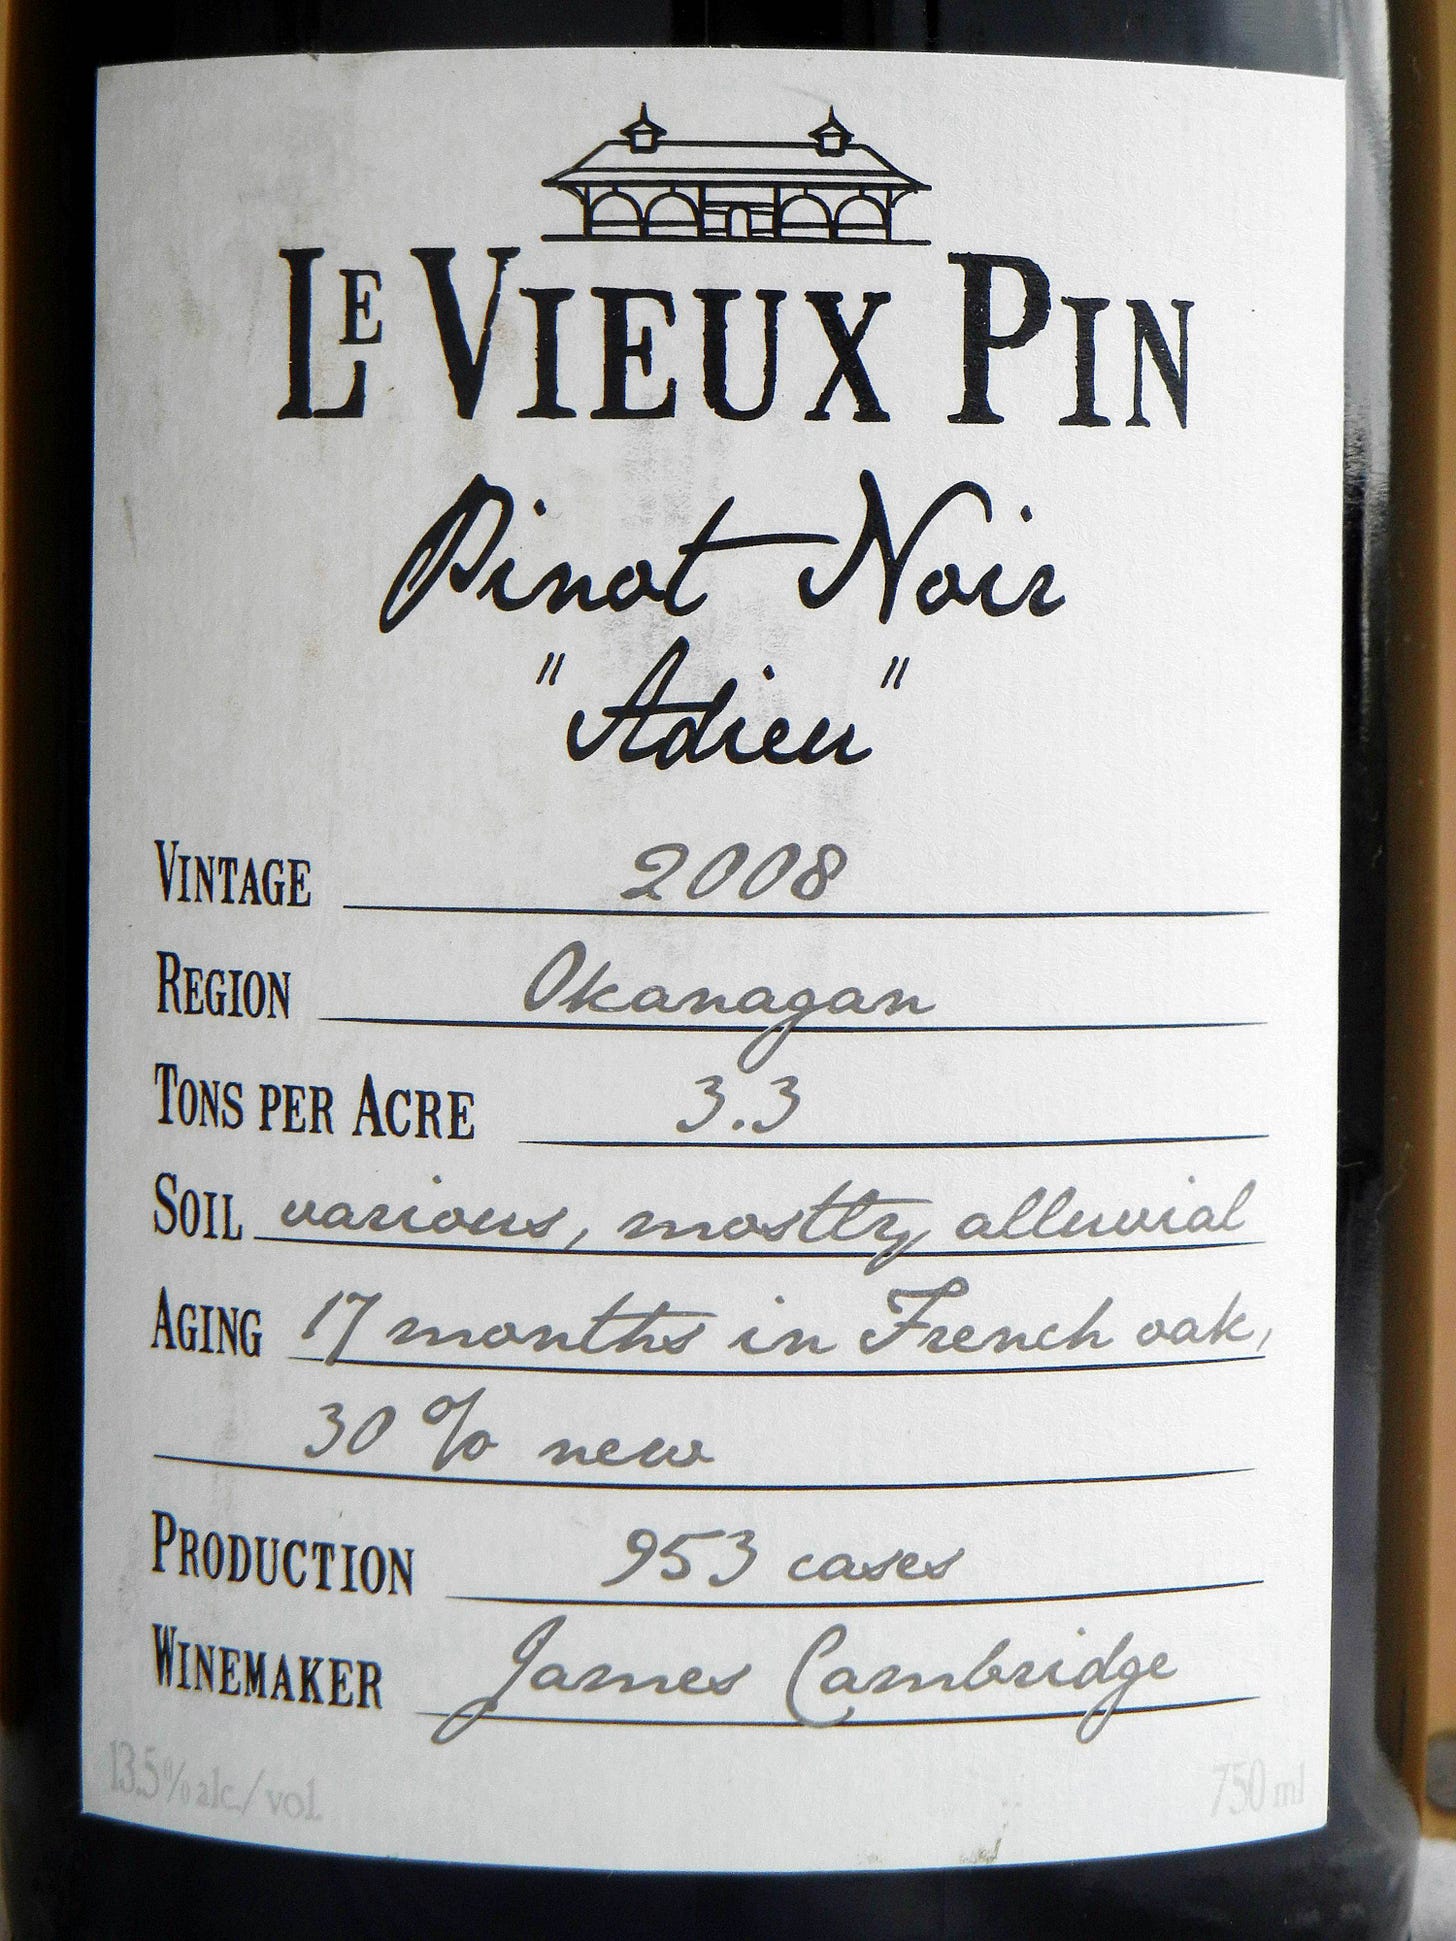 LE VIEUX PIN
Pinot Noir
"Adieu"
VINTAGE 2008
REGION Okanagan
TONS PER ACRE 3.3
SOIL various, mostly alluvial
AGING 17 months in French oak,
30% new
PRODUCTION 953 cases
WINEMAKER James Cambridge
13.5% alc./vol. 750 ml